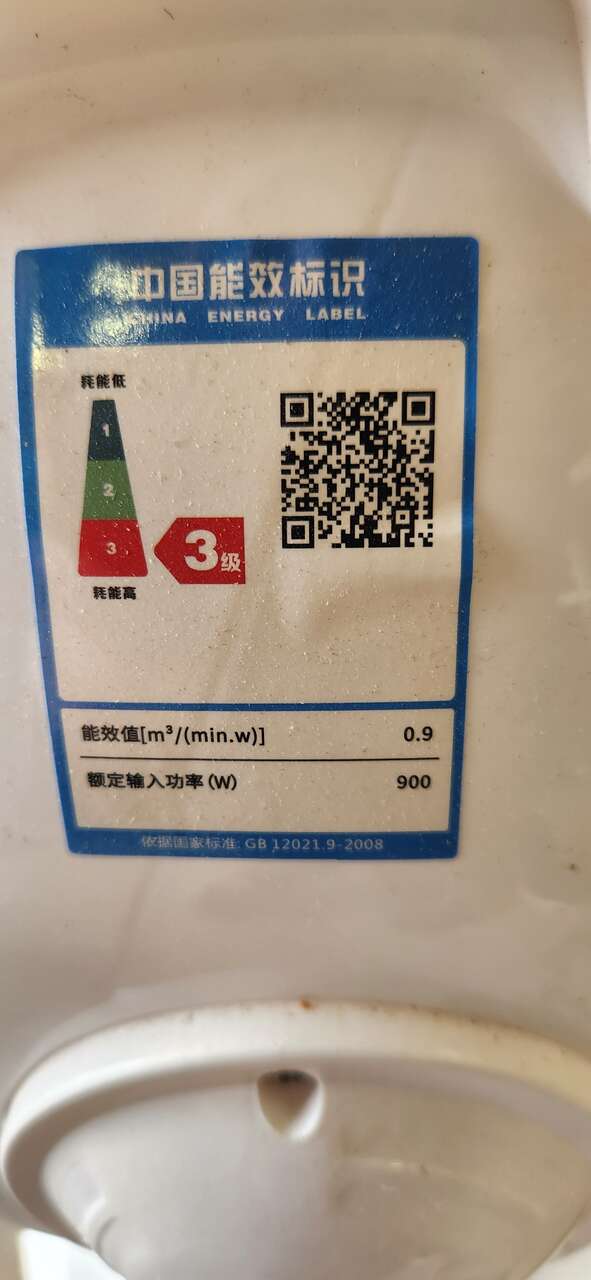 中国能效标识
CHINA ENERGY LABEL
耗能低
1
2
3
3级
耗能高
能效值[m³/(min.w)] 0.9
额定输入功率(W) 900
依据国家标准: GB 12021.9-2008